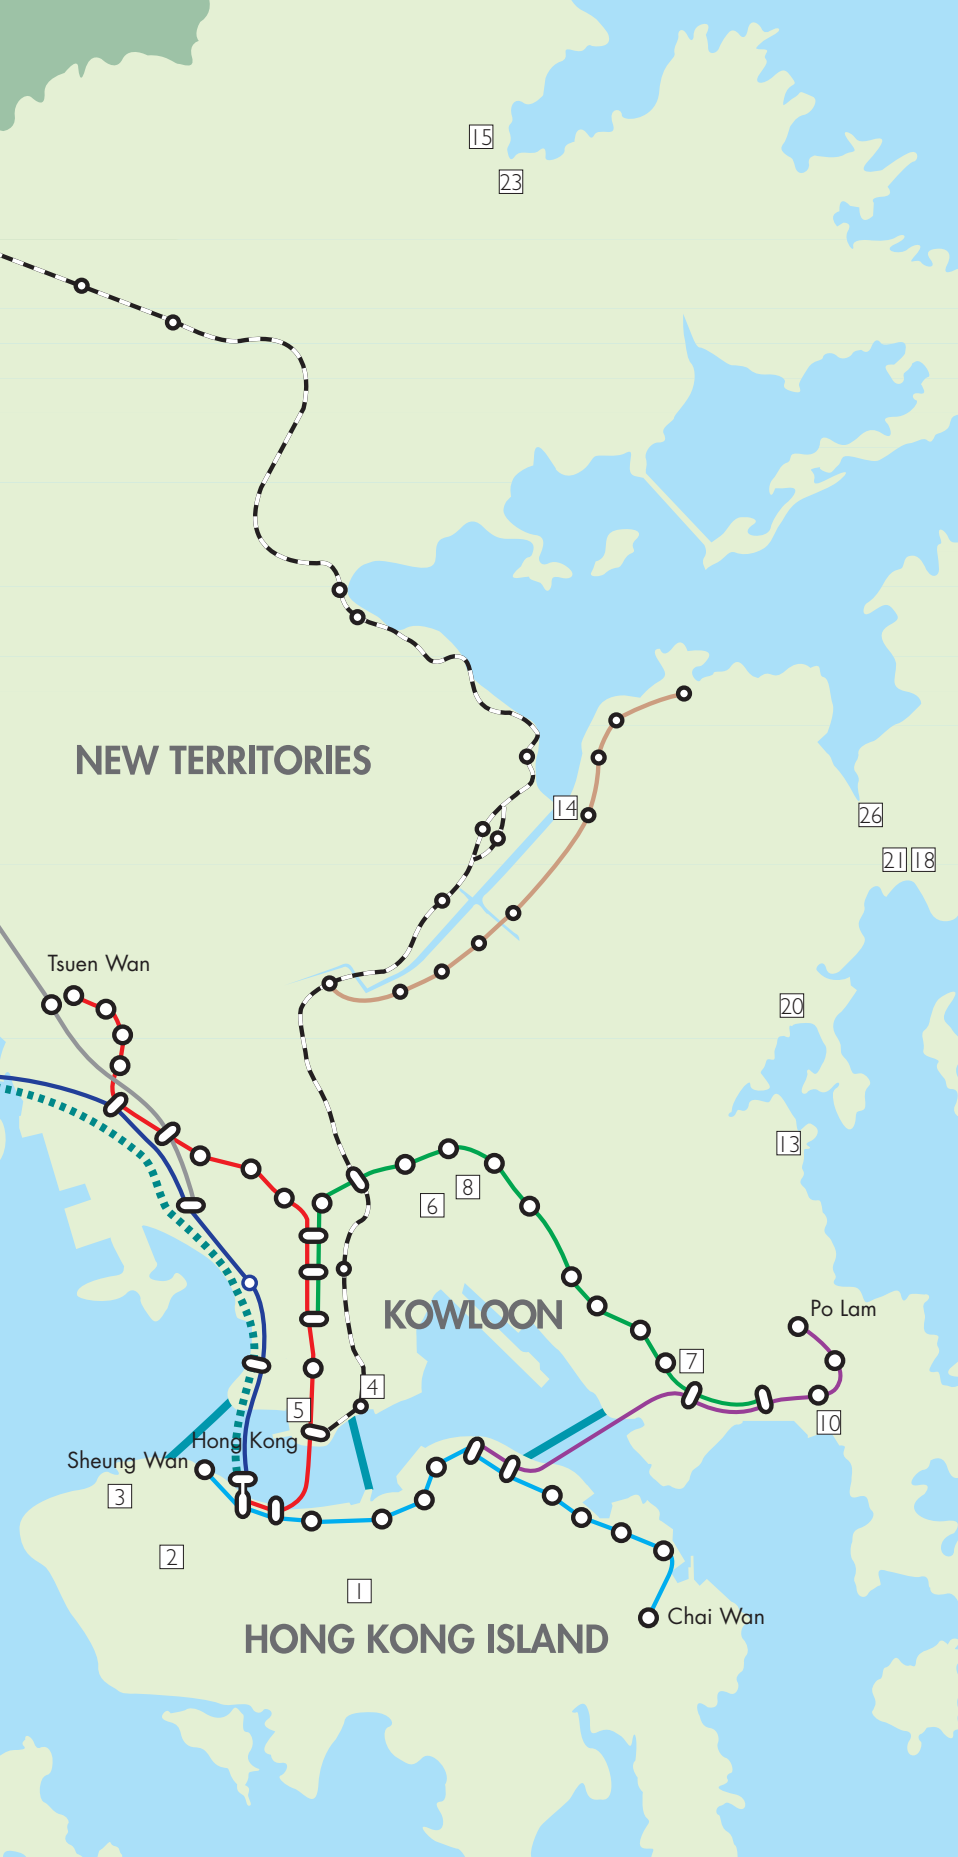 15
23
NEW TERRITORIES
14
26
21 18
Tsuen Wan
20
13
8
6
Po Lam
KOWLOON
7
4
5
10
Hong Kong
Sheung Wan
3
2
1
Chai Wan
HONG KONG ISLAND